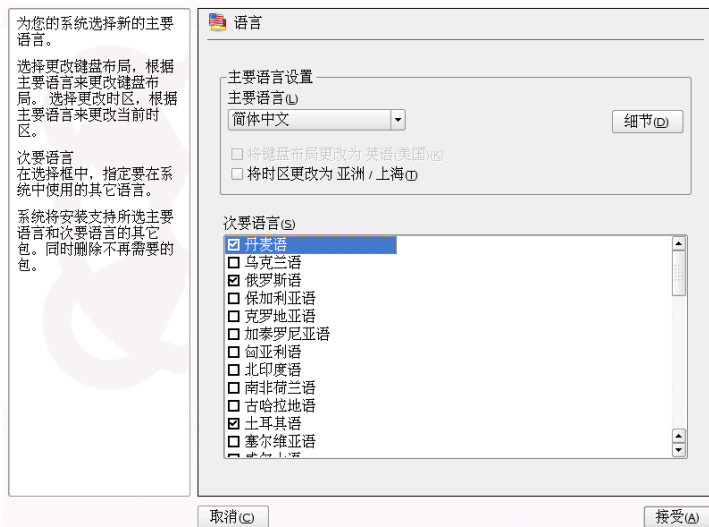 为您的系统选择新的主要
语言。
选择更改键盘布局，根据
主要语言来更改键盘布
局。 选择更改时区，根据
主要语言来更改当前时
区。
次要语言
在选择框中，指定要在系
统中使用的其它语言。
系统将安装支持所选主要
语言和次要语言的其它
包。同时删除不再需要的
包。
语言
主要语言设置
主要语言(L)
简体中文
细节(D)
将键盘布局更改为 英语(美国)(K)
将时区更改为 亚洲 / 上海(T)
次要语言(S)
丹麦语
乌克兰语
俄罗斯语
保加利亚语
克罗地亚语
加泰罗尼亚语
匈亚利语
北印度语
南非荷兰语
古哈拉地语
土耳其语
塞尔维亚语
取消(C)
接受(A)